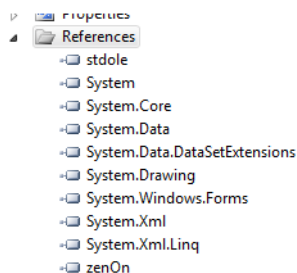 Properties
References
stdole
System
System.Core
System.Data
System.Data.DataSetExtensions
System.Drawing
System.Windows.Forms
System.Xml
System.Xml.Linq
zenOn